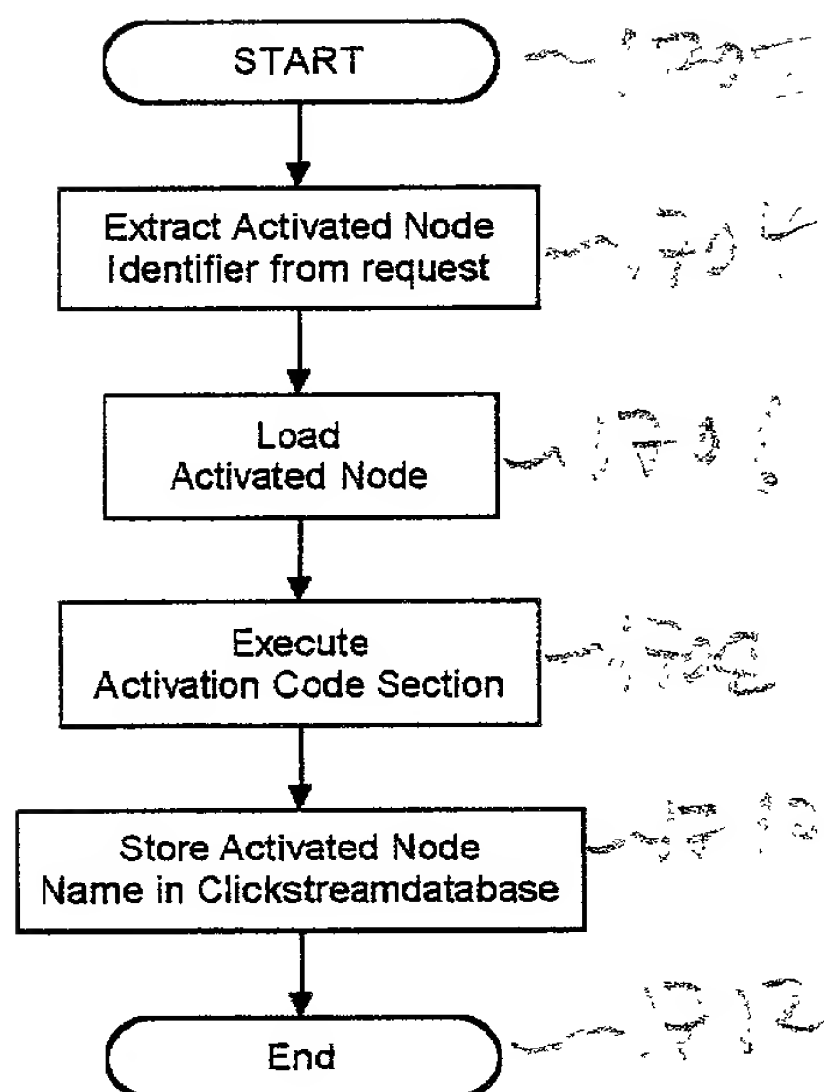 START
Extract Activated Node
Identifier from request
Load
Activated Node
Execute
Activation Code Section
Store Activated Node
Name in Clickstreamdatabase
End